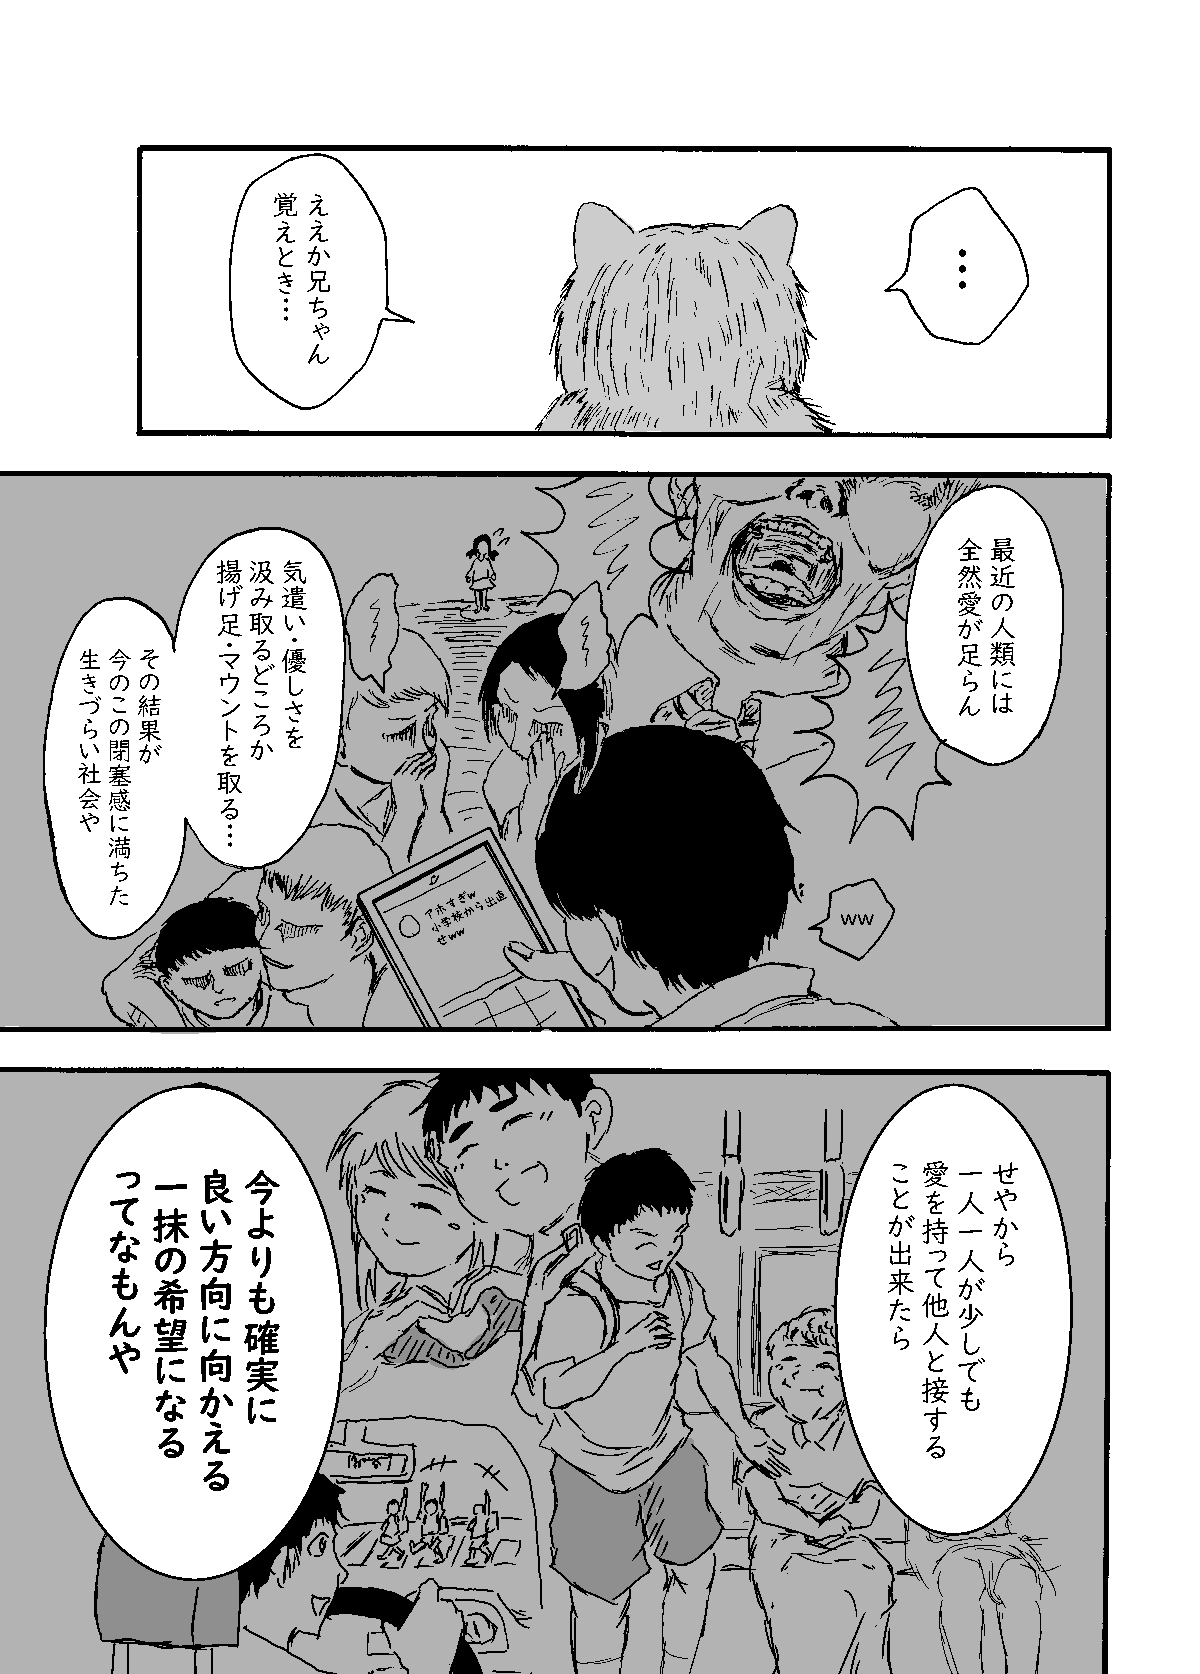 …
ええか兄ちゃん
覚えとき…
最近の人類には
全然愛が足らん
気遣い・優しさを
汲み取るどころか
揚げ足・マウントを取る…
その結果が
今のこの閉塞感に満ちた
生きづらい社会や
アホすぎw
小学校から出直
せww
ww
せやから
一人一人が少しでも
愛を持って他人と接する
ことが出来たら
今よりも確実に
良い方向に向かえる
一抹の希望になる
ってなもんや